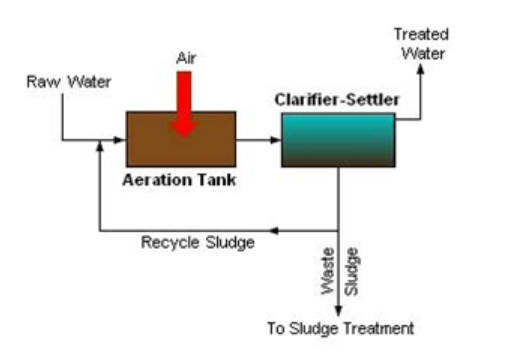 Treated
Water
Air
Raw Water
Clarifier-Settler
Aeration Tank
Recycle Sludge
Waste
Sludge
To Sludge Treatment